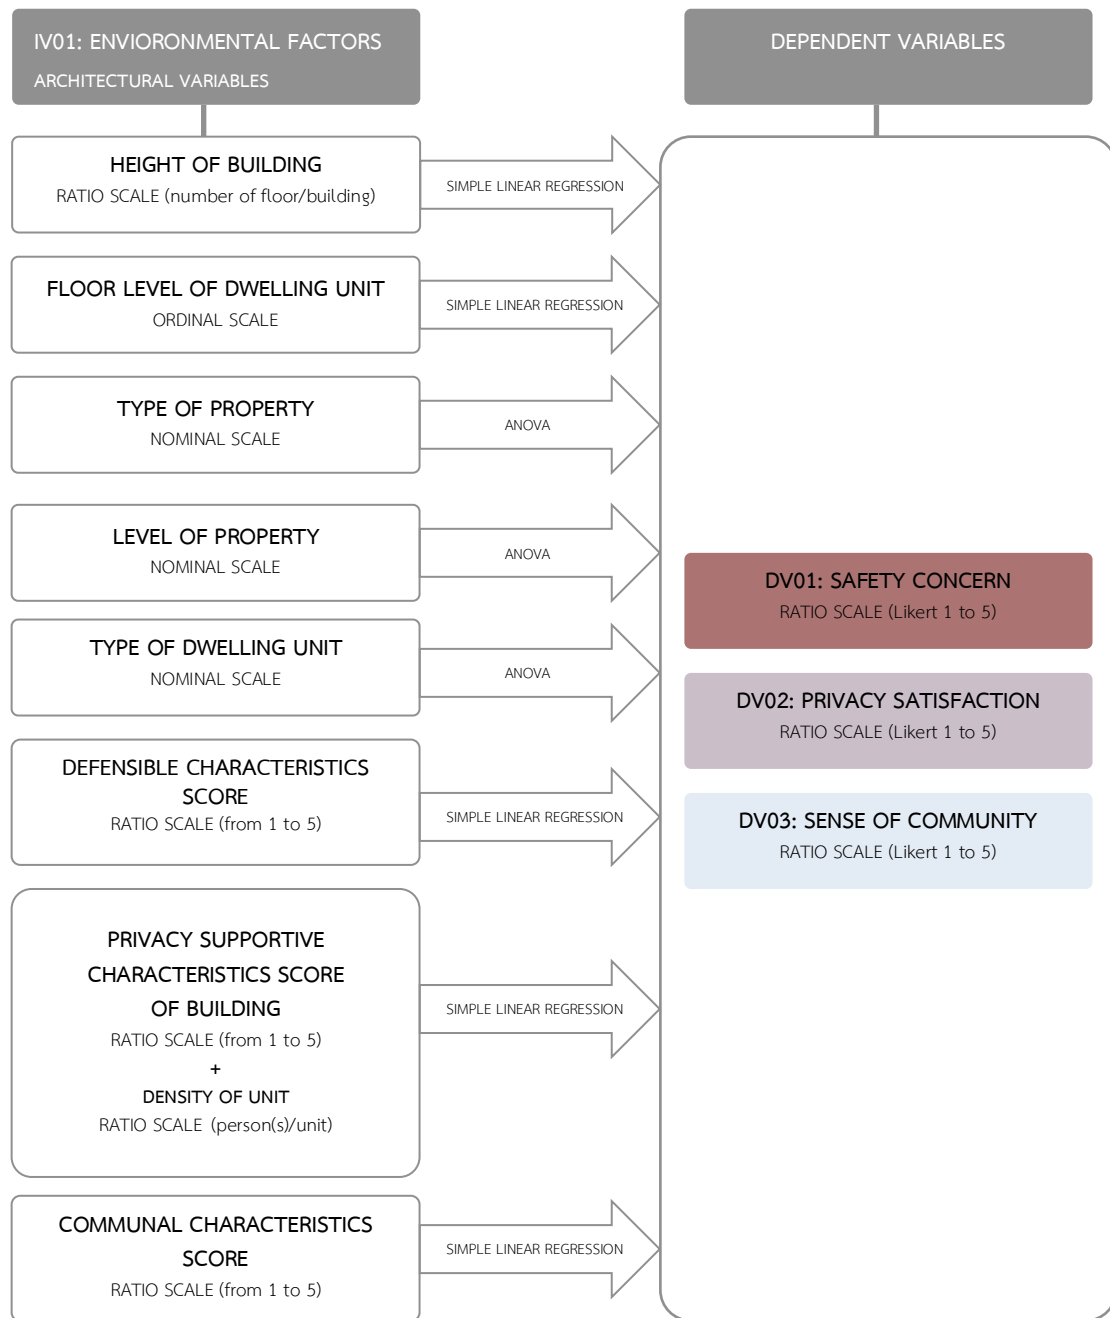 IV01: ENVIORONMENTAL FACTORS
ARCHITECTURAL VARIABLES
DEPENDENT VARIABLES
HEIGHT OF BUILDING
RATIO SCALE (number of floor/building)
SIMPLE LINEAR REGRESSION
FLOOR LEVEL OF DWELLING UNIT
ORDINAL SCALE
SIMPLE LINEAR REGRESSION
TYPE OF PROPERTY
NOMINAL SCALE
ANOVA
LEVEL OF PROPERTY
NOMINAL SCALE
ANOVA
TYPE OF DWELLING UNIT
NOMINAL SCALE
ANOVA
DEFENSIBLE CHARACTERISTICS
SCORE
RATIO SCALE (from 1 to 5)
SIMPLE LINEAR REGRESSION
PRIVACY SUPPORTIVE
CHARACTERISTICS SCORE
OF BUILDING
RATIO SCALE (from 1 to 5)
+
DENSITY OF UNIT
RATIO SCALE (person(s)/unit)
SIMPLE LINEAR REGRESSION
COMMUNAL CHARACTERISTICS
SCORE
RATIO SCALE (from 1 to 5)
SIMPLE LINEAR REGRESSION
DV01: SAFETY CONCERN
RATIO SCALE (Likert 1 to 5)
DV02: PRIVACY SATISFACTION
RATIO SCALE (Likert 1 to 5)
DV03: SENSE OF COMMUNITY
RATIO SCALE (Likert 1 to 5)